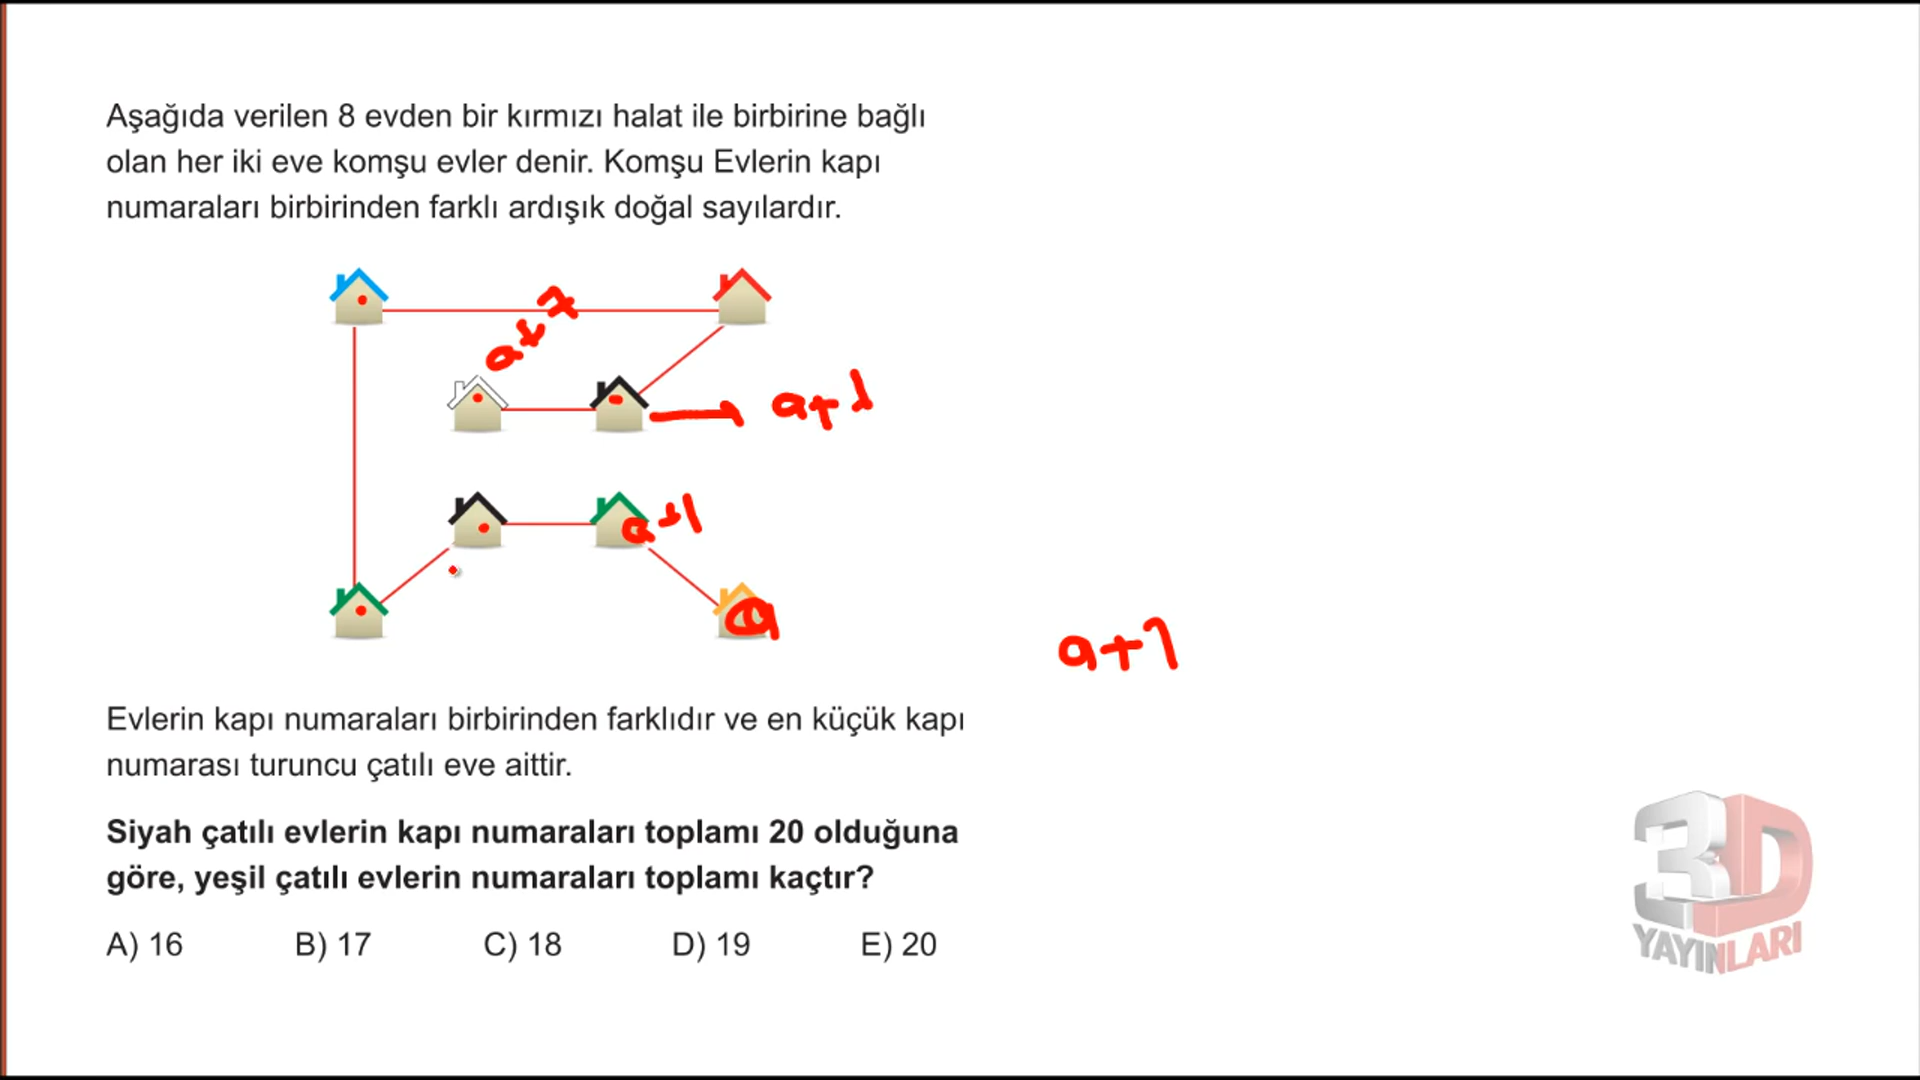 Aşağıda verilen 8 evden bir kırmızı halat ile birbirine bağlı
olan her iki eve komşu evler denir. Komşu Evlerin kapı
numaraları birbirinden farklı ardışık doğal sayılardır.
a+7
a+1
a
a+7
Evlerin kapı numaraları birbirinden farklıdır ve en küçük kapı
numarası turuncu çatılı eve aittir.
Siyah çatılı evlerin kapı numaraları toplamı 20 olduğuna
göre, yeşil çatılı evlerin numaraları toplamı kaçtır?
A) 16 B) 17 C) 18 D) 19 E) 20
3D
YAYINLARI